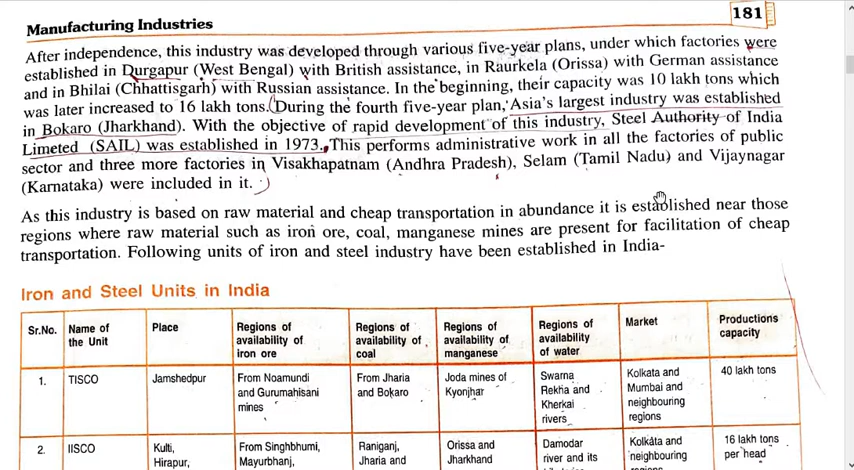 Manufacturing Industries
181
After independence, this industry was developed through various five-year plans, under which factories were
established in Durgapur (West Bengal) with British assistance, in Raurkela (Orissa) with German assistance
and in Bhilai (Chhattisgarh) with Russian assistance. In the beginning, their capacity was 10 lakh tons which
was later increased to 16 lakh tons. During the fourth five-year plan, Asia's largest industry was established
in Bokaro (Jharkhand). With the objective of rapid development of this industry, Steel Authority of India
Limeted (SAIL) was established in 1973. This performs administrative work in all the factories of public
sector and three more factories in Visakhapatnam (Andhra Pradesh), Selam (Tamil Nadu) and Vijaynagar
(Karnataka) were included in it.
As this industry is based on raw material and cheap transportation in abundance it is established near those
regions where raw material such as iron ore, coal, manganese mines are present for facilitation of cheap
transportation. Following units of iron and steel industry have been established in India-
Iron and Steel Units in India
Sr.No.
Name of
the Unit
Place
Regions of
availability of
iron ore
Regions of
availability of
coal
Regions of
availability of
manganese
Regions of
availability
of water
Market
Productions
capacity
1.
TISCO
Jamshedpur
From Noamundi
and Gurumahisani
mines
From Jharia
and Bokaro
Joda mines of
Kyonjhar
Swarna
Rekha and
Kherkai
rivers
Kolkata and
Mumbai and
neighbouring
regions
40 lakh tons
2.
IISCO
Kulti,
Hirapur,
From Singhbhumi,
Mayurbhanj,
Raniganj,
Jharia and
Orissa and
Jharkhand
Damodar
river and its
Kolkata and
neighbouring
16 lakh tons
per head